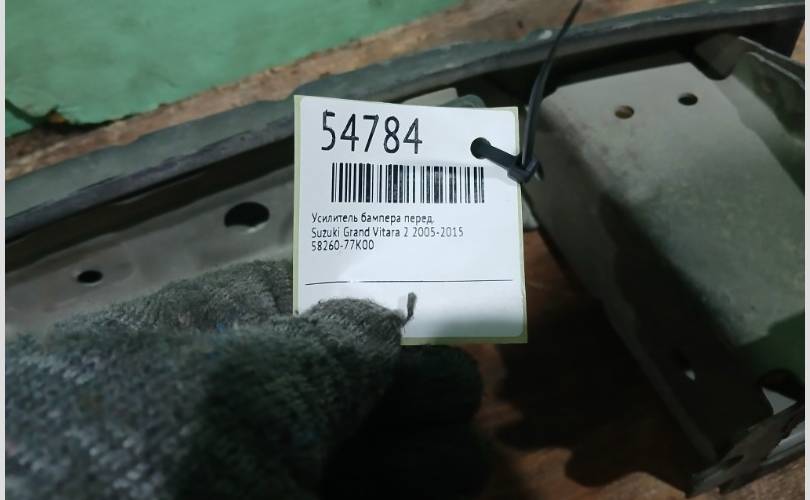 54784
Усилитель бампера перед.
Suzuki Grand Vitara 2 2005-2015
58260-77K00